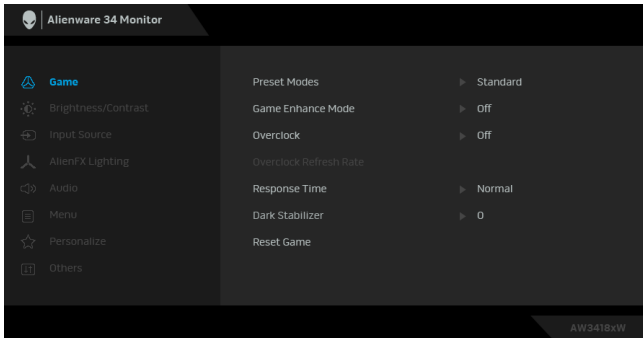 Alienware 34 Monitor
Game
Brightness/Contrast
Input Source
AlienFX Lighting
Audio
Menu
Personalize
Others
Preset Modes Standard
Game Enhance Mode Off
Overclock Off
Overclock Refresh Rate
Response Time Normal
Dark Stabilizer 0
Reset Game
AW3418xW